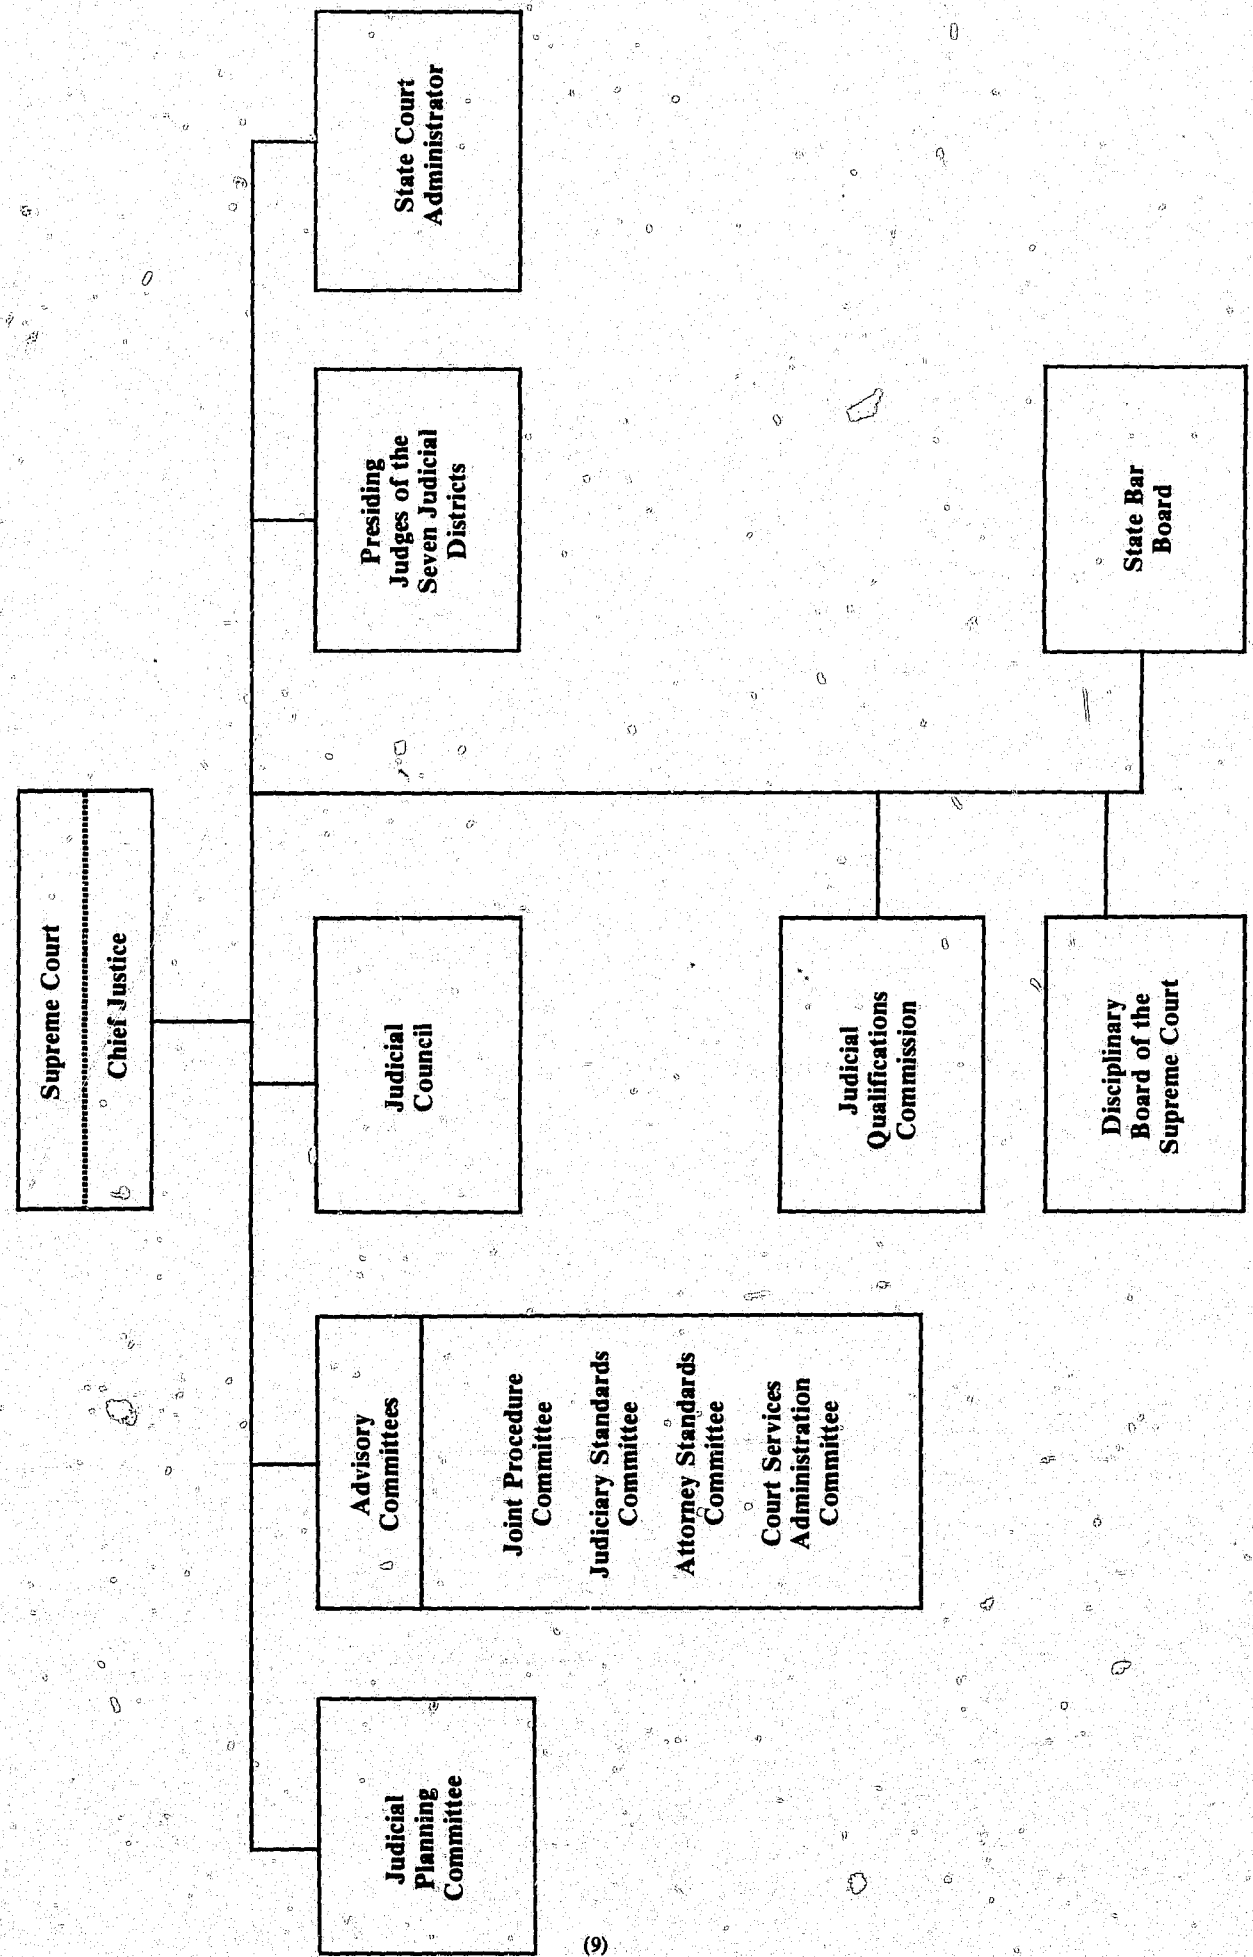 Supreme Court
Chief Justice
Judicial
Planning
Committee
Advisory
Committees
Joint Procedure
Committee
Judiciary Standards
Committee
Attorney Standards
Committee
Court Services
Administration
Committee
Judicial
Council
Presiding
Judges of the
Seven Judicial
Districts
State Court
Administrator
Judicial
Qualifications
Commission
Disciplinary
Board of the
Supreme Court
State Bar
Board
(9)